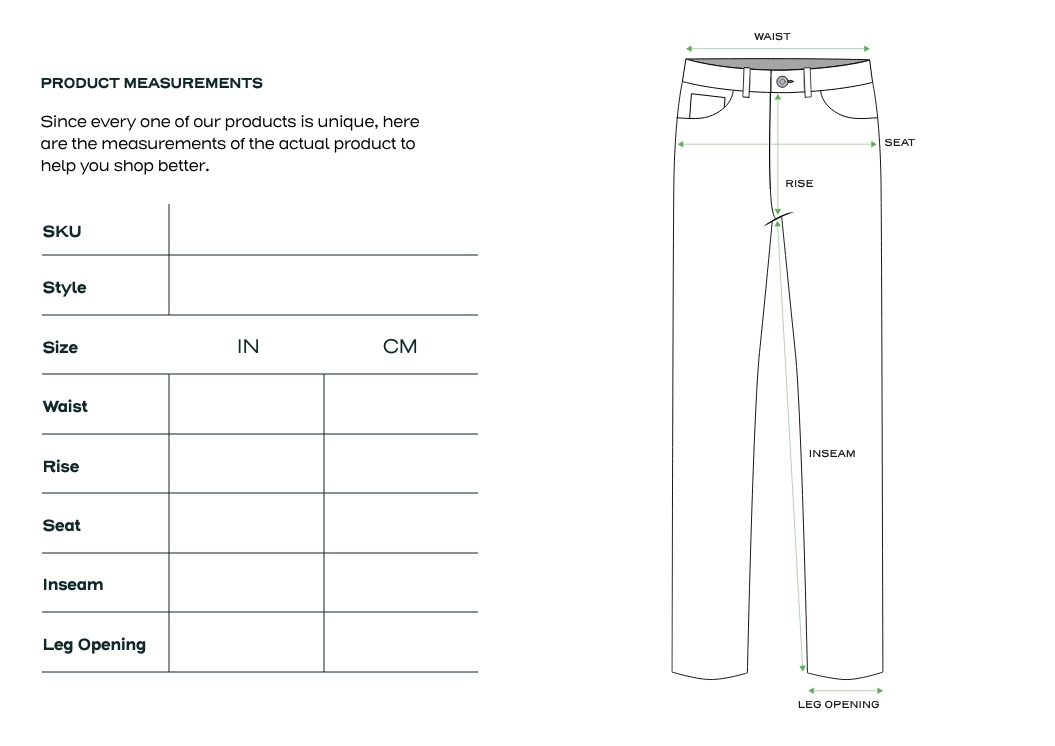 PRODUCT MEASUREMENTS
Since every one of our products is unique, here
are the measurements of the actual product to
help you shop better.
SKU
Style
Size IN CM
Waist
Rise
Seat
Inseam
Leg Opening
WAIST
SEAT
RISE
INSEAM
LEG OPENING